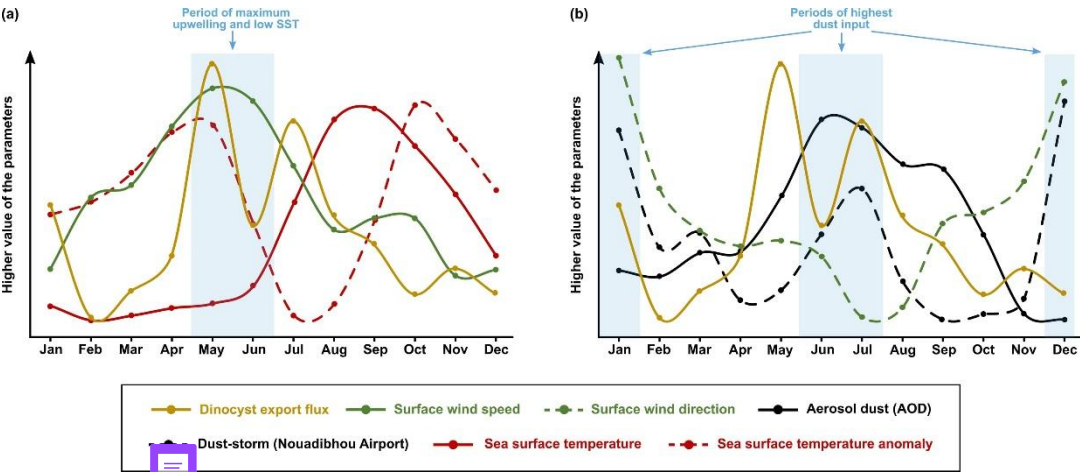 (a)
Period of maximum
upwelling and low SST
Higher value of the parameters
Jan Feb Mar Apr May Jun Jul Aug Sep Oct Nov Dec
(b)
Periods of highest
dust input
Higher value of the parameters
Jan Feb Mar Apr May Jun Jul Aug Sep Oct Nov Dec
Dinocyst export flux Surface wind speed Surface wind direction Aerosol dust (AOD)
Dust-storm (Nouadibhou Airport) Sea surface temperature Sea surface temperature anomaly